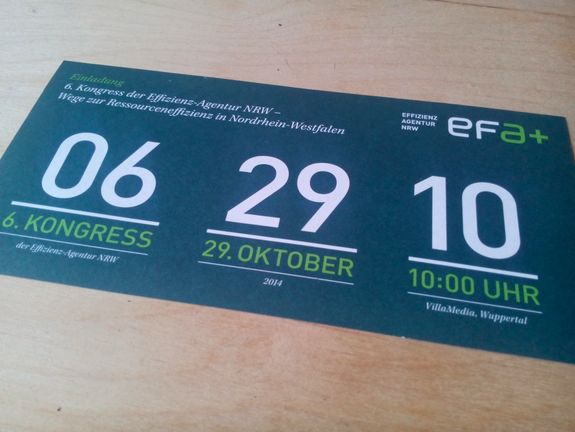 Einladung
6. Kongress der Effizienz-Agentur NRW –
Wege zur Ressourceneffizienz in Nordrhein-Westfalen
EFFIZIENZ
AGENTUR
NRW
efa+
06
6. KONGRESS
der Effizienz-Agentur NRW
29
29. OKTOBER
2014
10
10:00 UHR
VillaMedia, Wuppertal